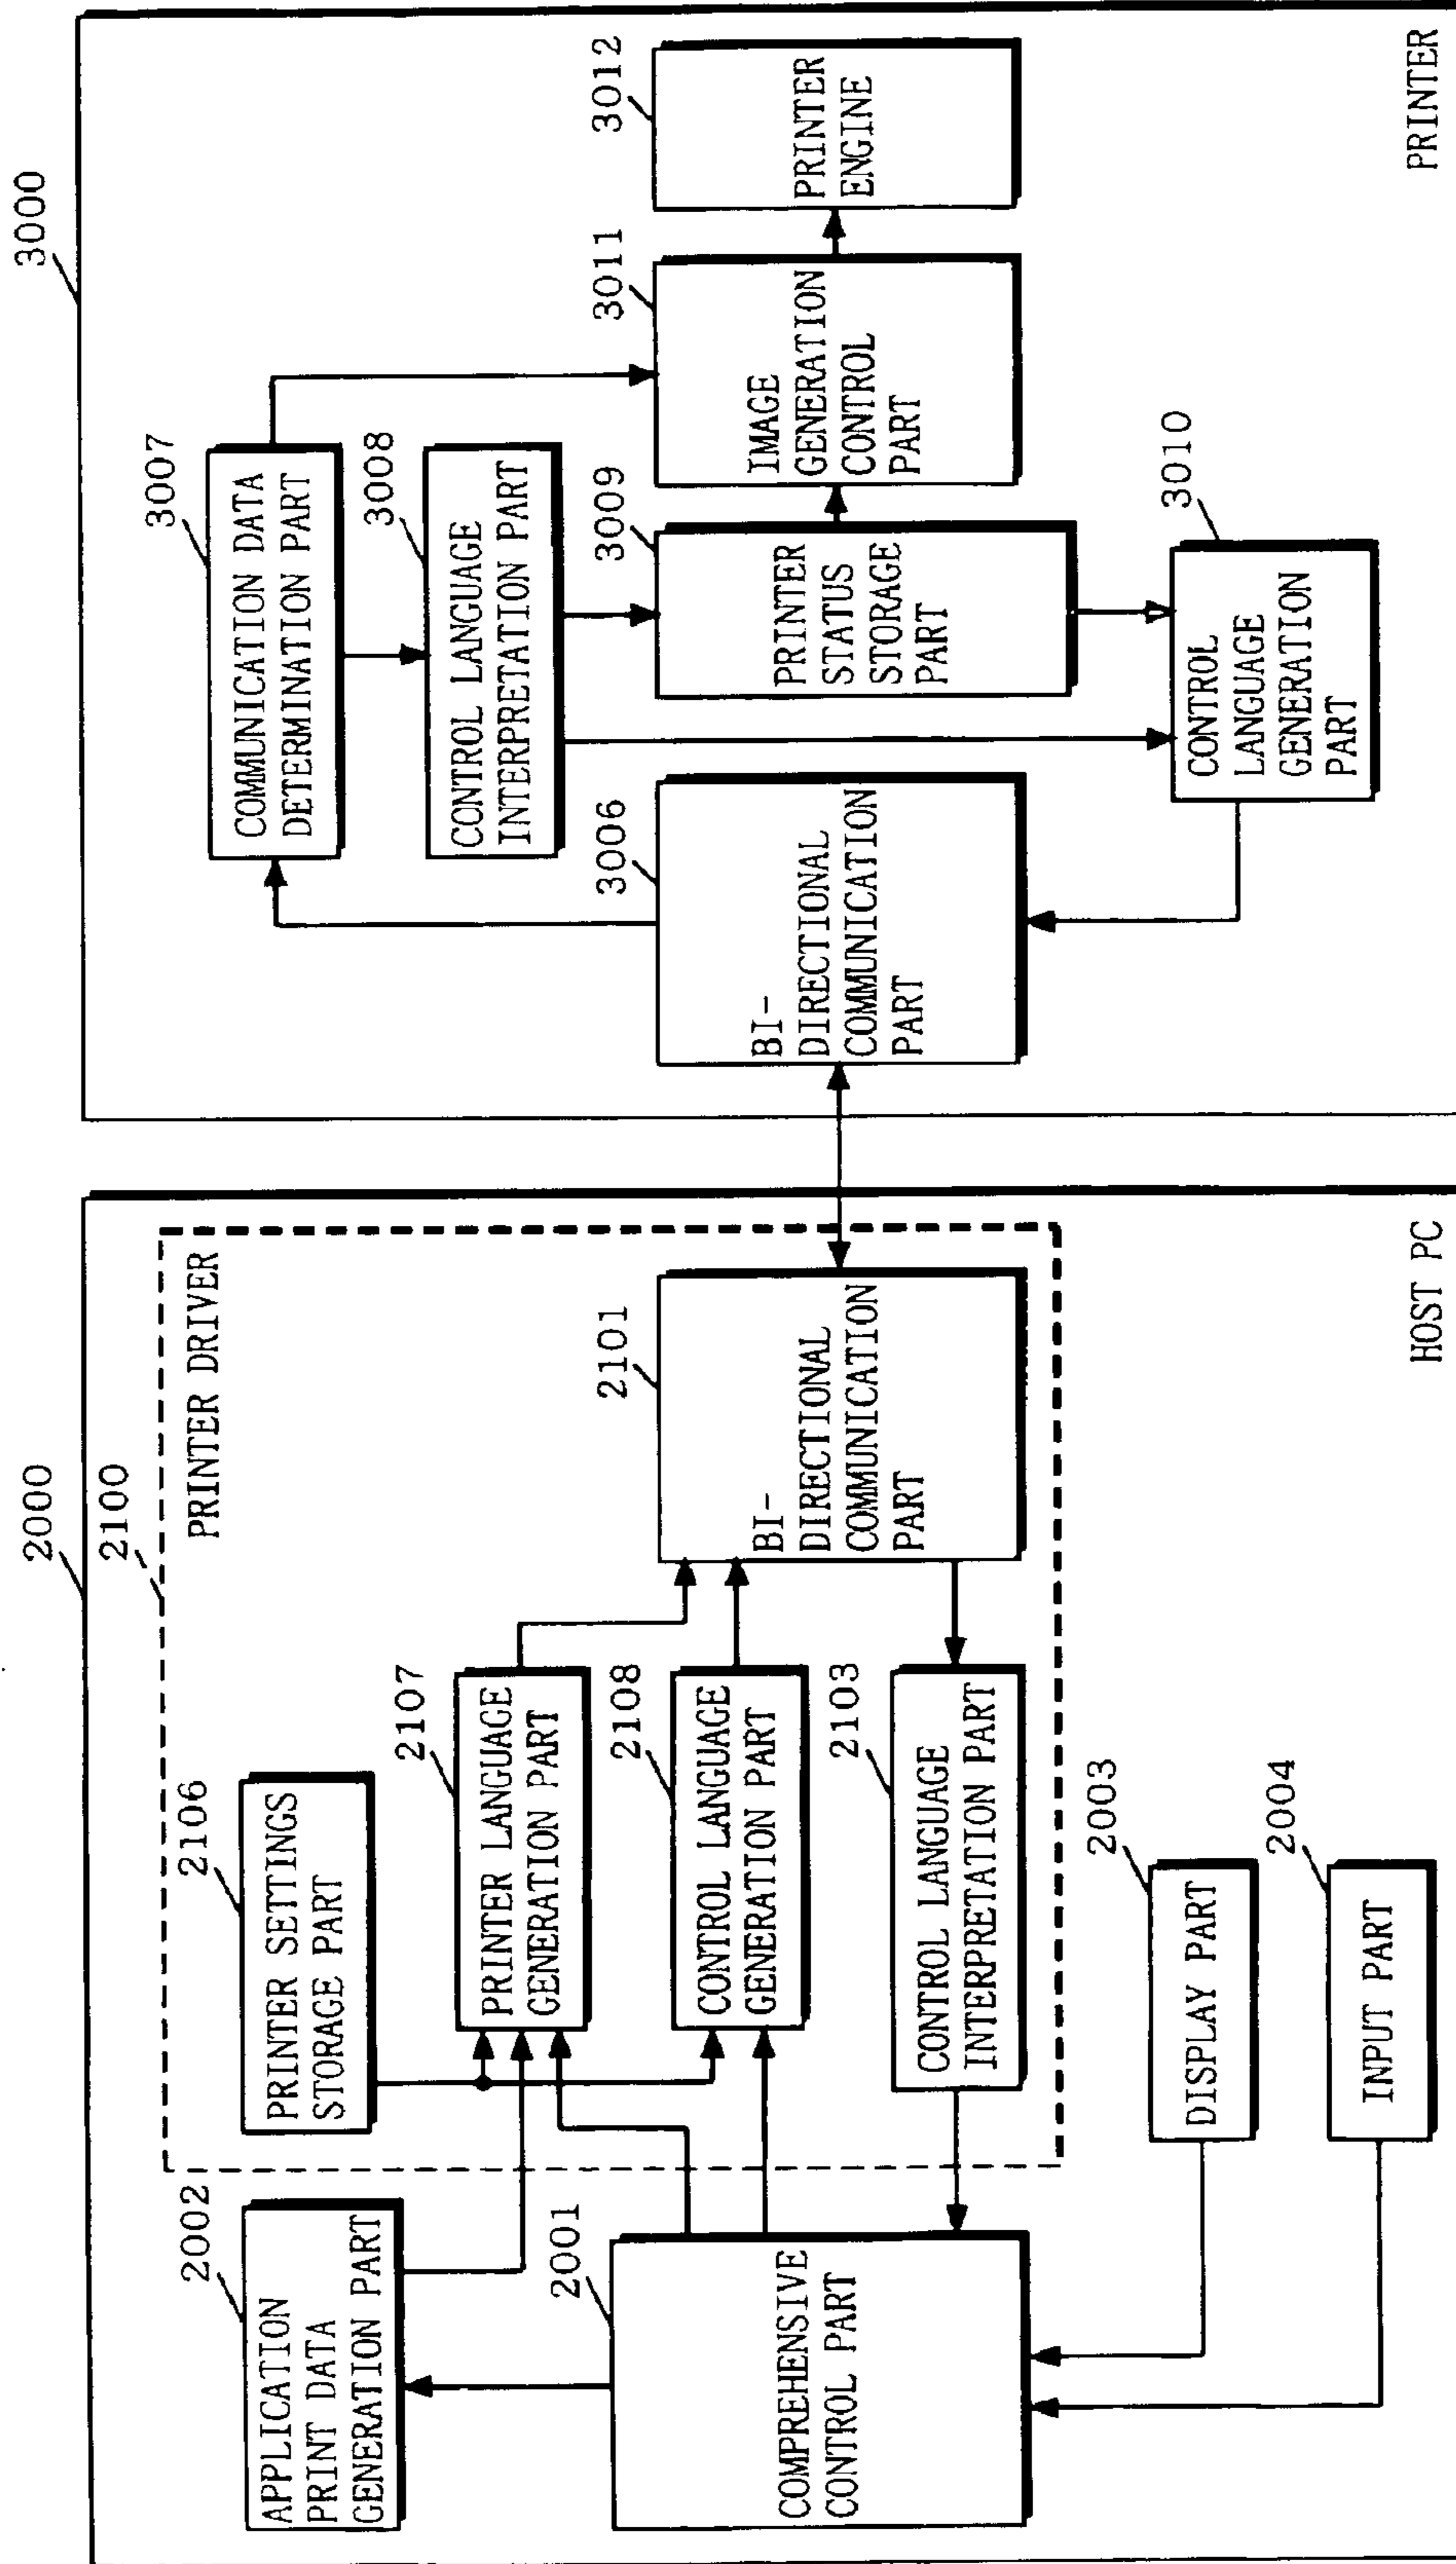 2000
2100
PRINTER DRIVER
2002
APPLICATION
PRINT DATA
GENERATION PART
2106
PRINTER SETTINGS
STORAGE PART
2107
PRINTER LANGUAGE
GENERATION PART
2108
CONTROL LANGUAGE
GENERATION PART
2103
CONTROL LANGUAGE
INTERPRETATION PART
2101
BI-
DIRECTIONAL
COMMUNICATION
PART
2001
COMPREHENSIVE
CONTROL PART
2003
DISPLAY PART
2004
INPUT PART
HOST PC
3000
3007
COMMUNICATION DATA
DETERMINATION PART
3008
CONTROL LANGUAGE
INTERPRETATION PART
3006
BI-
DIRECTIONAL
COMMUNICATION
PART
3009
PRINTER
STATUS
STORAGE
PART
3011
IMAGE
GENERATION
CONTROL
PART
3012
PRINTER
ENGINE
3010
CONTROL
LANGUAGE
GENERATION
PART
PRINTER